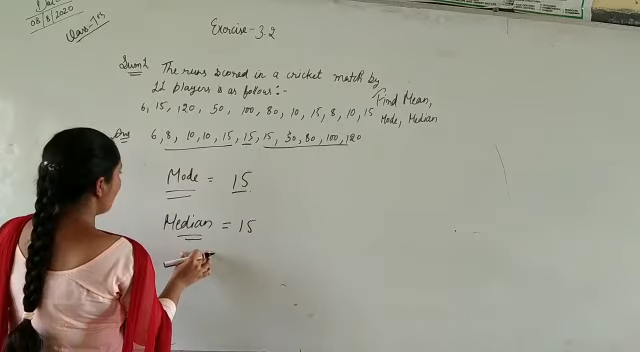 08/8/2020
Class-7th
Exercise-3.2
Sum 1 The runs scored in a cricket match by
11 players is as follows:-
6, 15, 120, 50, 100, 80, 10, 15, 8, 10, 15
Find Mean,
Mode, Median
Ans 6, 8, 10, 10, 15, 15, 15, 50, 80, 100, 120
Mode = 15
Median = 15